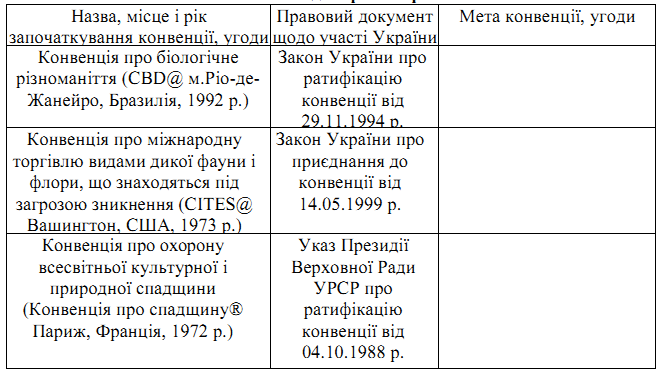 Назва, місце і рік
започаткування конвенції, угоди
Правовий документ
щодо участі України
Мета конвенції, угоди
Конвенція про біологічне
різноманіття (CBD@ м.Ріо-де-
Жанейро, Бразилія, 1992 р.)
Закон України про
ратифікацію
конвенції від
29.11.1994 р.
Конвенція про міжнародну
торгівлю видами дикої фауни і
флори, що знаходяться під
загрозою зникнення (CITES@
Вашингтон, США, 1973 р.)
Закон України про
приєднання до
конвенції від
14.05.1999 р.
Конвенція про охорону
всесвітньої культурної і
природної спадщини
(Конвенція про спадщину®
Париж, Франція, 1972 р.)
Указ Президії
Верховної Ради
УРСР про
ратифікацію
конвенції від
04.10.1988 р.